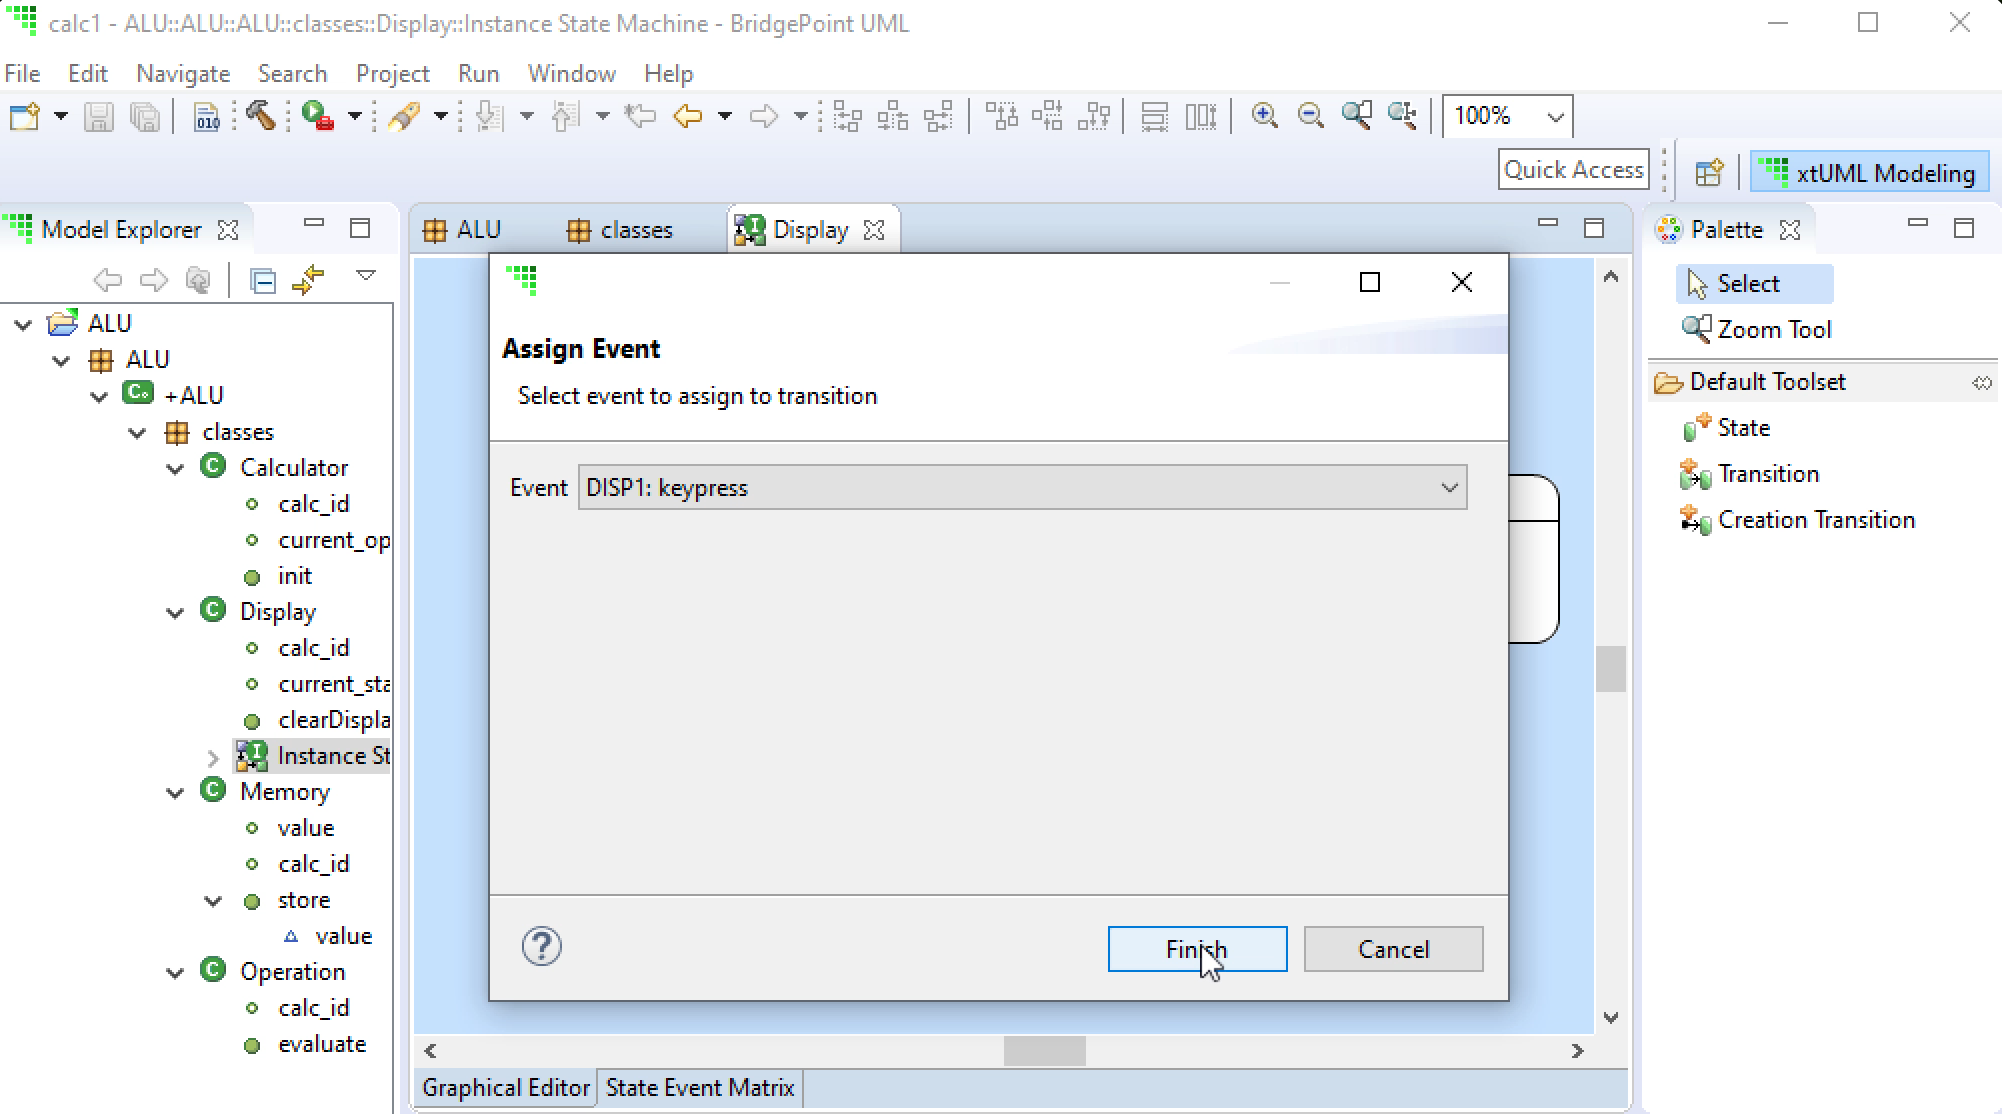 calc1 - ALU::ALU::ALU::classes::Display::Instance State Machine - BridgePoint UML
File Edit Navigate Search Project Run Window Help
010
100%
Quick Access
xtUML Modeling
Model Explorer
ALU
classes
Display
Palette
ALU
ALU
+ALU
classes
Calculator
calc_id
current_op
init
Display
calc_id
current_sta
clearDispla
Instance St
Memory
value
calc_id
store
value
Operation
calc_id
evaluate
Assign Event
Select event to assign to transition
Event DISP1: keypress
Finish
Cancel
Graphical Editor
State Event Matrix
Select
Zoom Tool
Default Toolset
State
Transition
Creation Transition